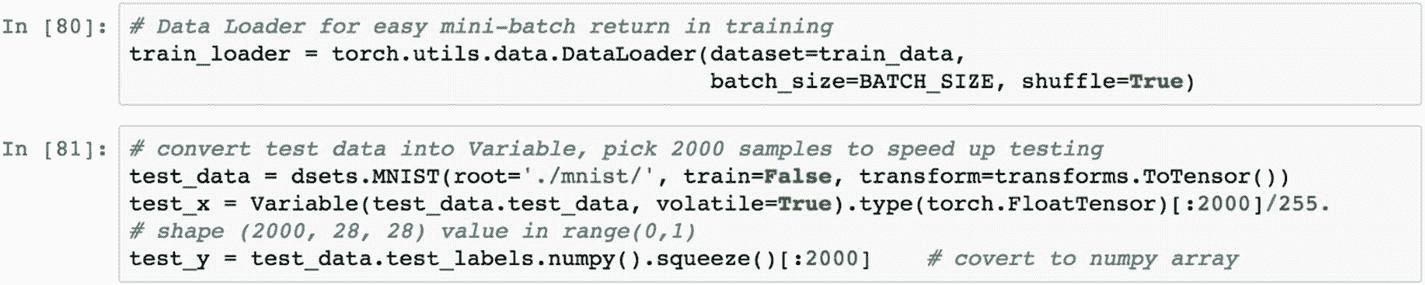 In [80]: # Data Loader for easy mini-batch return in training
train_loader = torch.utils.data.DataLoader(dataset=train_data,
batch_size=BATCH_SIZE, shuffle=True)
In [81]: # convert test data into Variable, pick 2000 samples to speed up testing
test_data = dsets.MNIST(root='./mnist/', train=False, transform=transforms.ToTensor())
test_x = Variable(test_data.test_data, volatile=True).type(torch.FloatTensor)[:2000]/255.
# shape (2000, 28, 28) value in range(0,1)
test_y = test_data.test_labels.numpy().squeeze()[:2000] # covert to numpy array